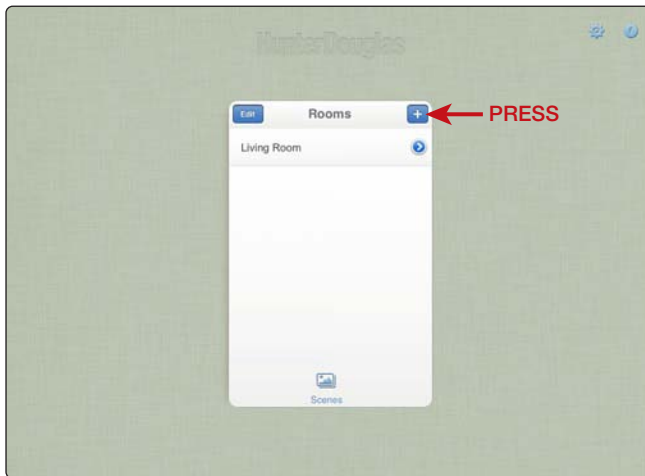 HunterDouglas
Edit Rooms +
PRESS
Living Room
Scenes